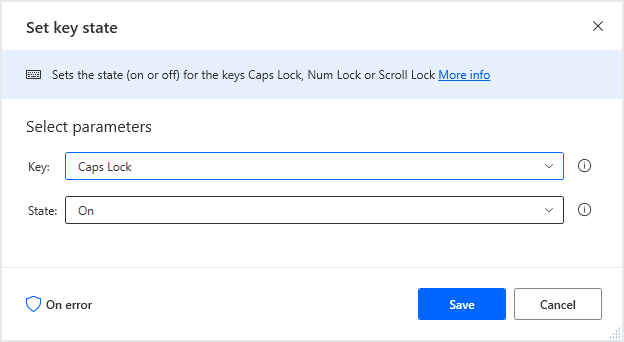 Set key state
Sets the state (on or off) for the keys Caps Lock, Num Lock or Scroll Lock More info
Select parameters
Key: Caps Lock
State: On
On error Save Cancel